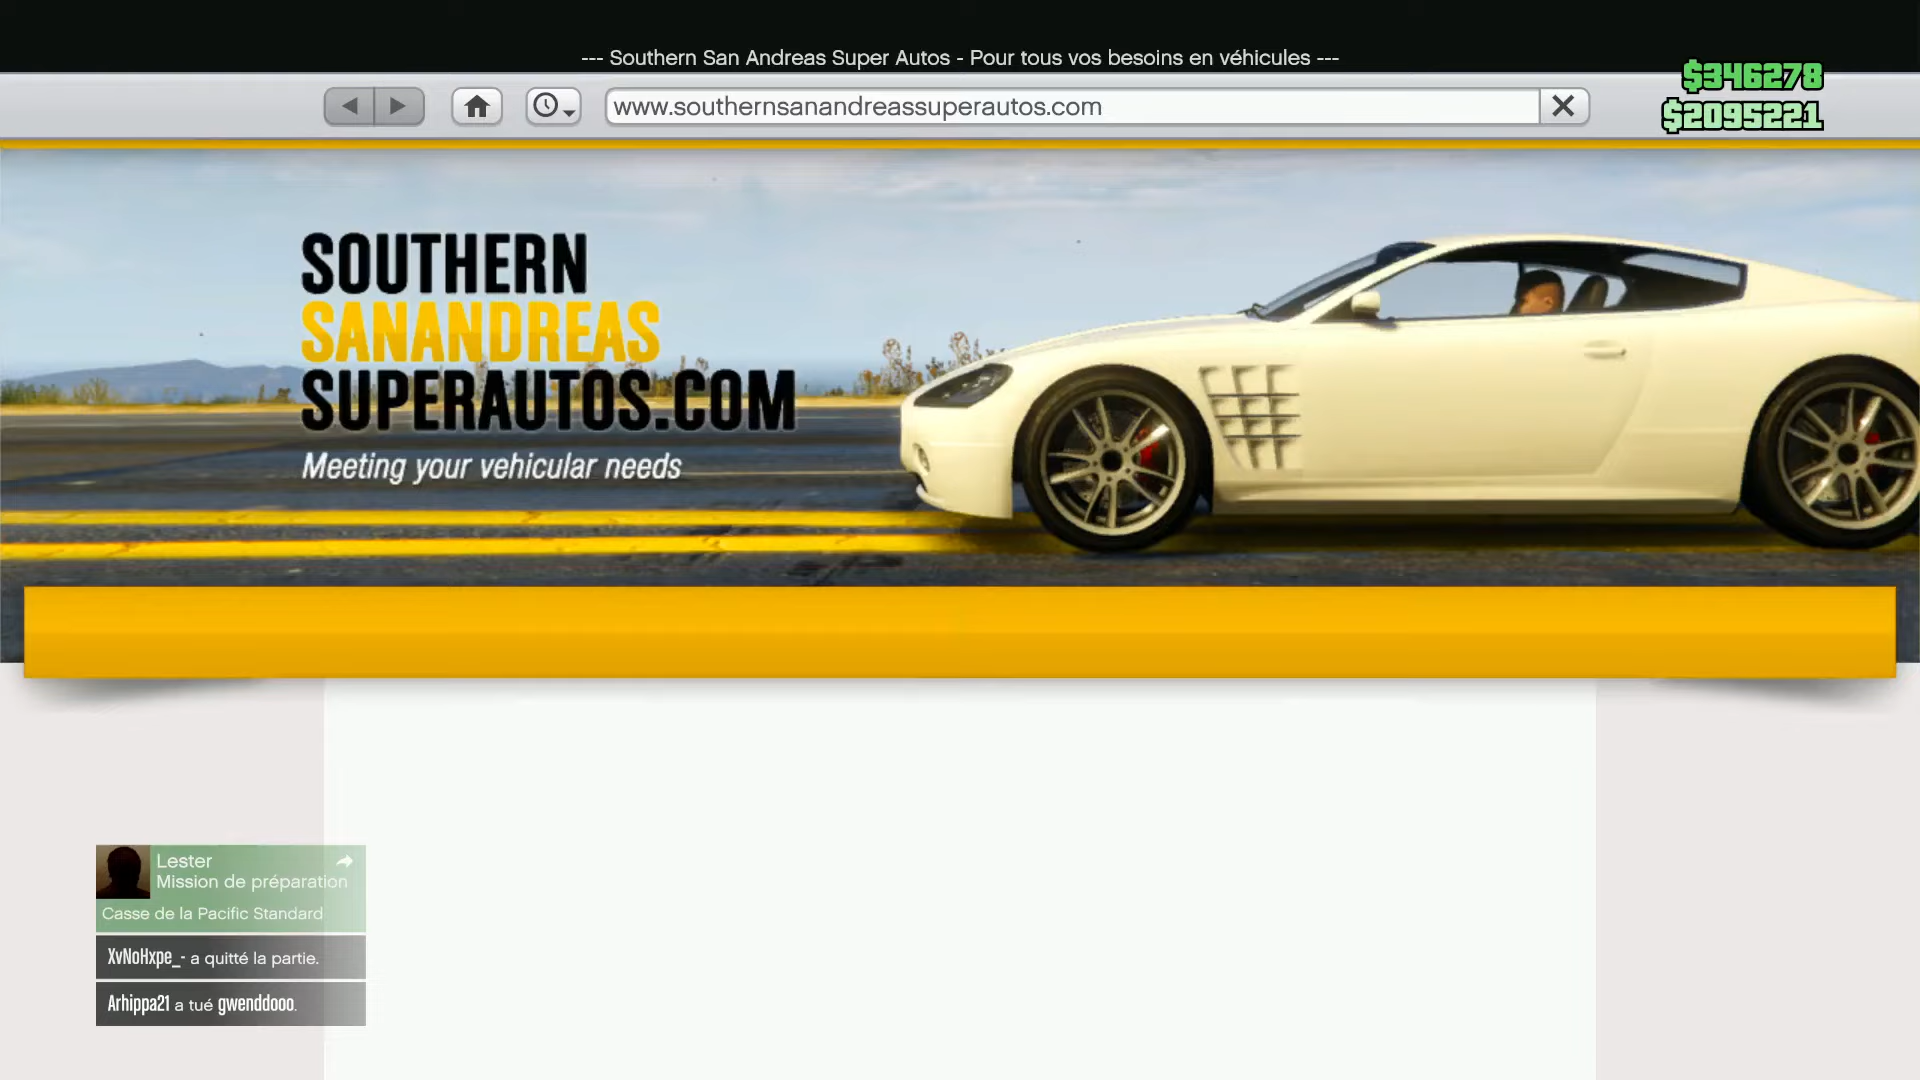 --- Southern San Andreas Super Autos - Pour tous vos besoins en véhicules ---
www.southernsanandreassuperautos.com
$346278
$2095221
SOUTHERN
SANANDREAS
SUPERAUTOS.COM
Meeting your vehicular needs
Lester
Mission de préparation
Casse de la Pacific Standard
XvNoHxpe_- a quitté la partie.
Arhippa21 a tué gwenddooo.